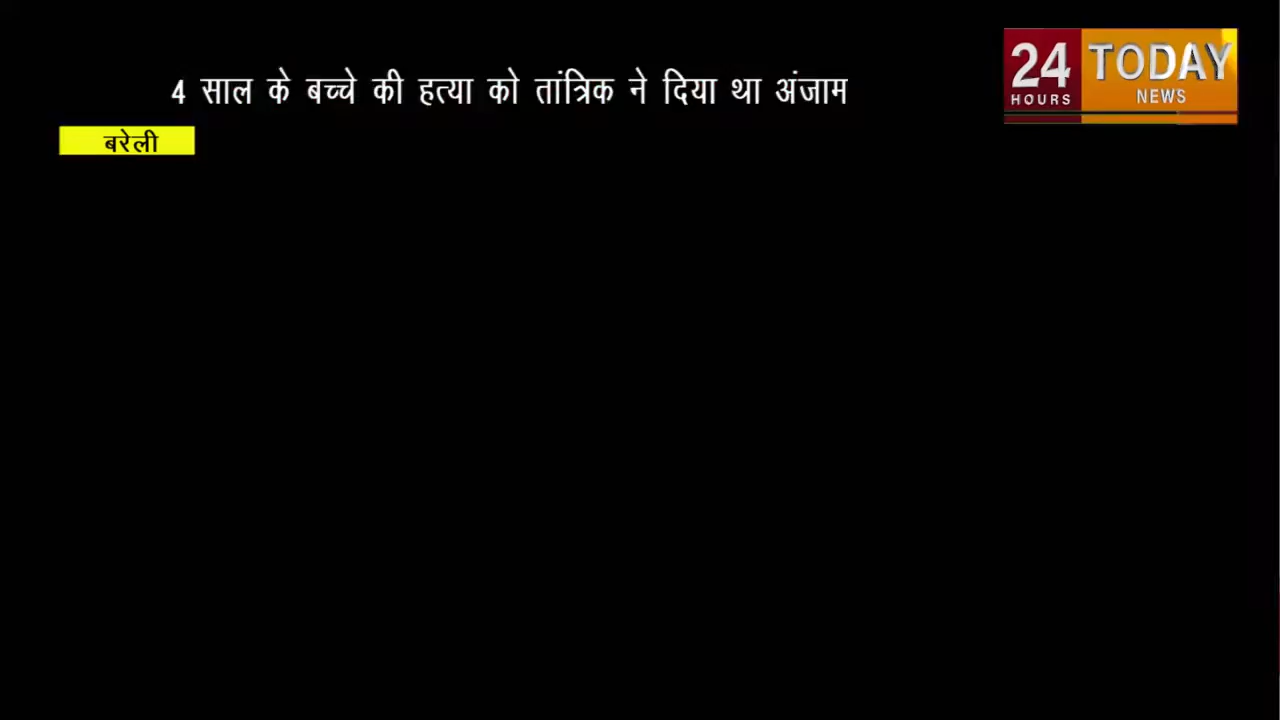 4 साल के बच्चे की हत्या को तांत्रिक ने दिया था अंजाम
बरेली
24 TODAY
HOURS NEWS